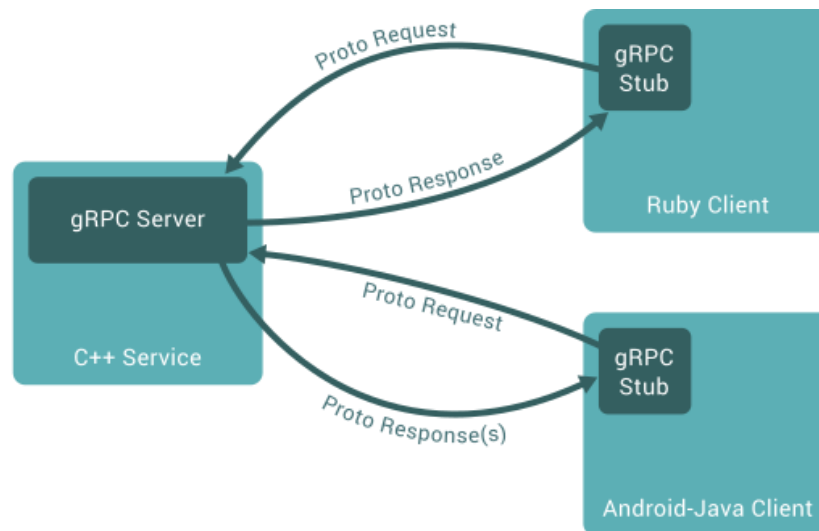 Proto Request
gRPC
Stub
Proto Response
Ruby Client
gRPC Server
Proto Request
C++ Service
gRPC
Stub
Proto Response(s)
Android-Java Client